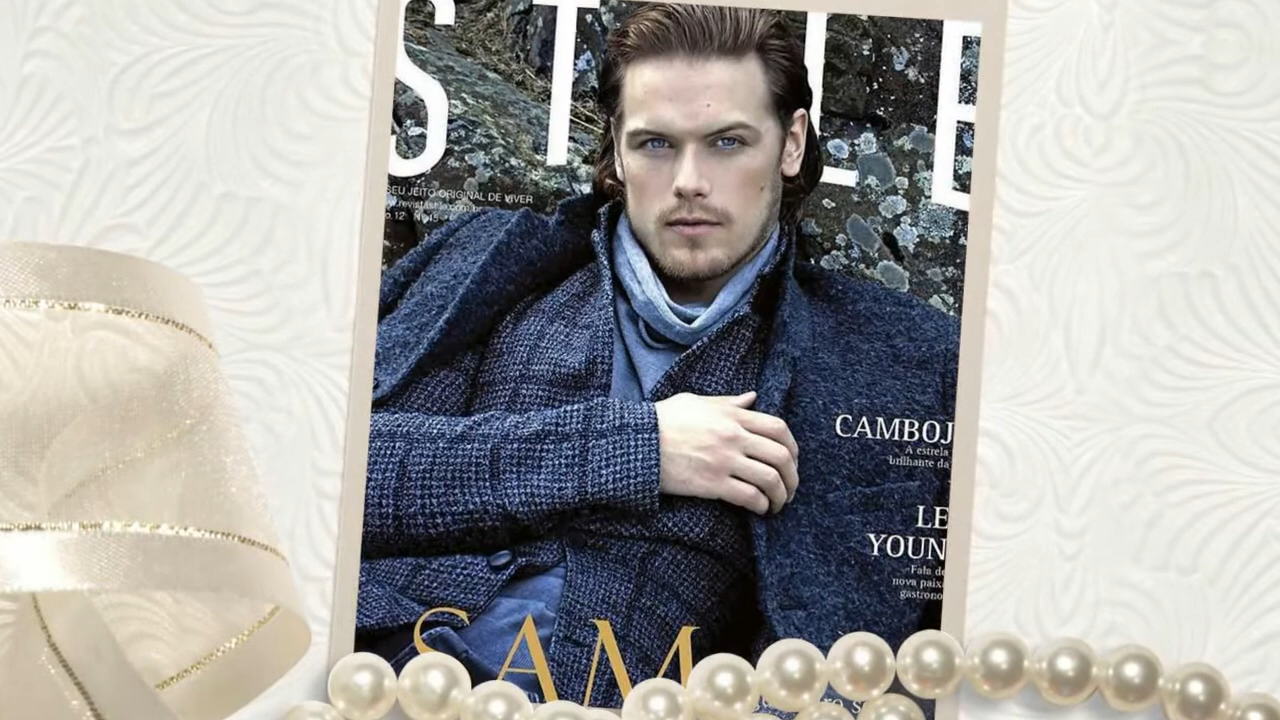 STYLE
SEU JEITO ORIGINAL DE VIVER
CAMBOJ
A estrela
brilhante da
LE
YOUN
Fala de
nova paix
gastrono
SAM